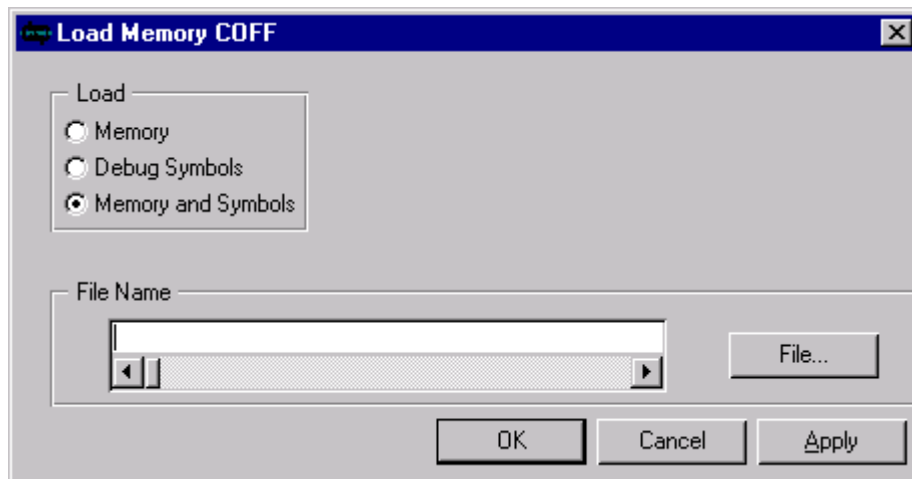 Load Memory COFF
Load
Memory
Debug Symbols
Memory and Symbols
File Name
File...
OK
Cancel
Apply